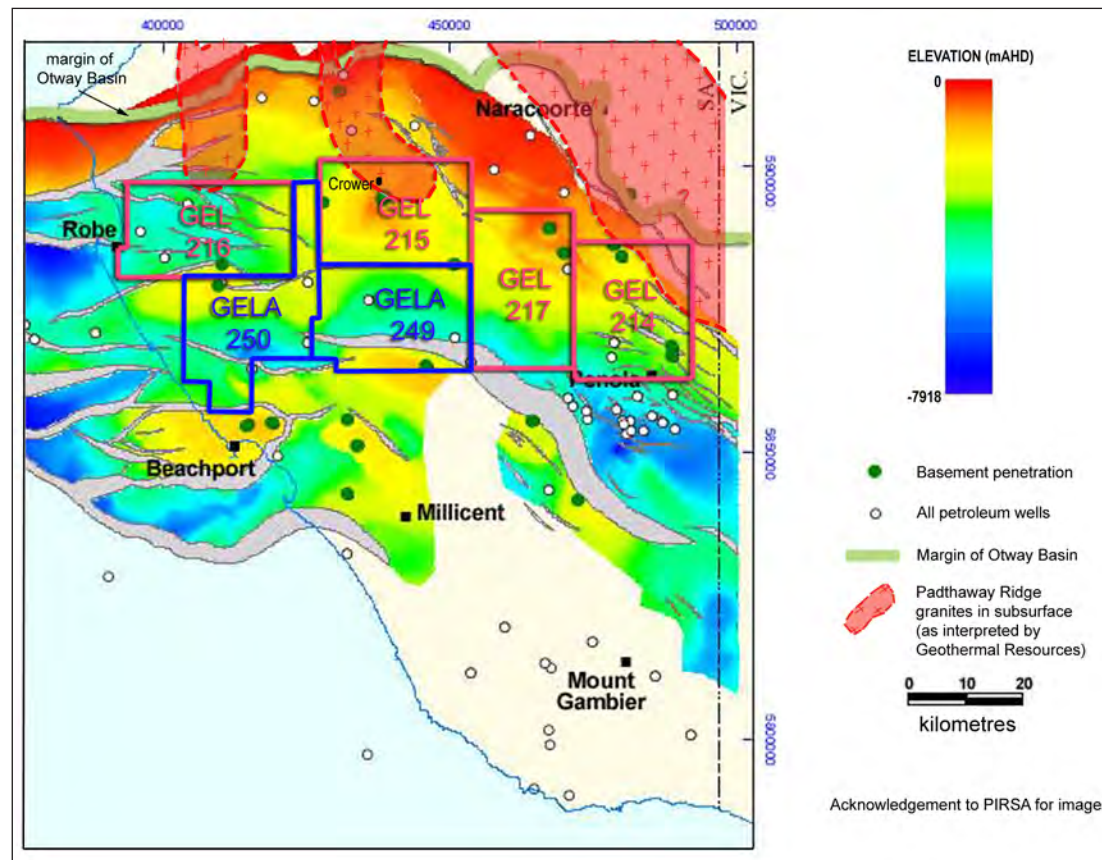 400000
450000
500000
margin of
Otway Basin
Naracoorte
SA.
VIC.
5900000
Crower
Robe
GEL
216
GEL
215
GEL
217
GEL
214
GELA
250
GELA
249
Penola
5850000
Beachport
Millicent
Mount
Gambier
5800000
ELEVATION (mAHD)
0
-7918
Basement penetration
All petroleum wells
Margin of Otway Basin
Padthaway Ridge
granites in subsurface
(as interpreted by
Geothermal Resources)
0 10 20
kilometres
Acknowledgement to PIRSA for image